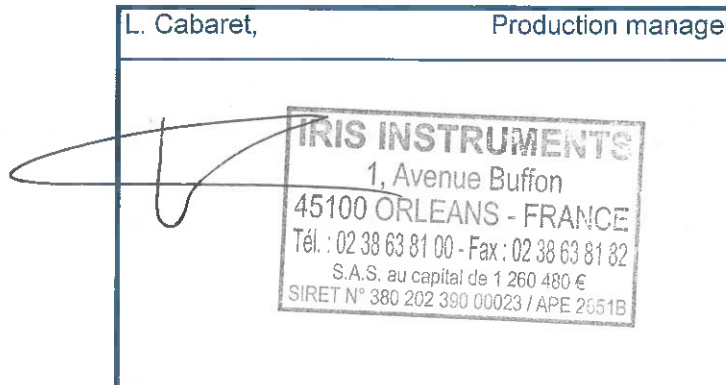 L. Cabaret, Production manage
IRIS INSTRUMENTS
1, Avenue Buffon
45100 ORLEANS - FRANCE
Tél. : 02 38 63 81 00 - Fax : 02 38 63 81 82
S.A.S. au capital de 1 260 480 €
SIRET N° 380 202 390 00023 / APE 2651B